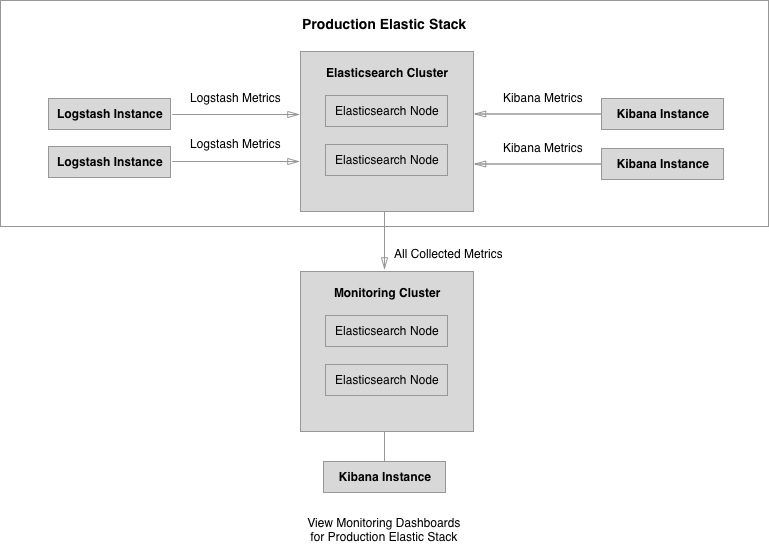 Production Elastic Stack
Elasticsearch Cluster
Logstash Metrics
Kibana Metrics
Logstash Instance
Elasticsearch Node
Kibana Instance
Logstash Metrics
Kibana Metrics
Logstash Instance
Elasticsearch Node
Kibana Instance
All Collected Metrics
Monitoring Cluster
Elasticsearch Node
Elasticsearch Node
Kibana Instance
View Monitoring Dashboards
for Production Elastic Stack